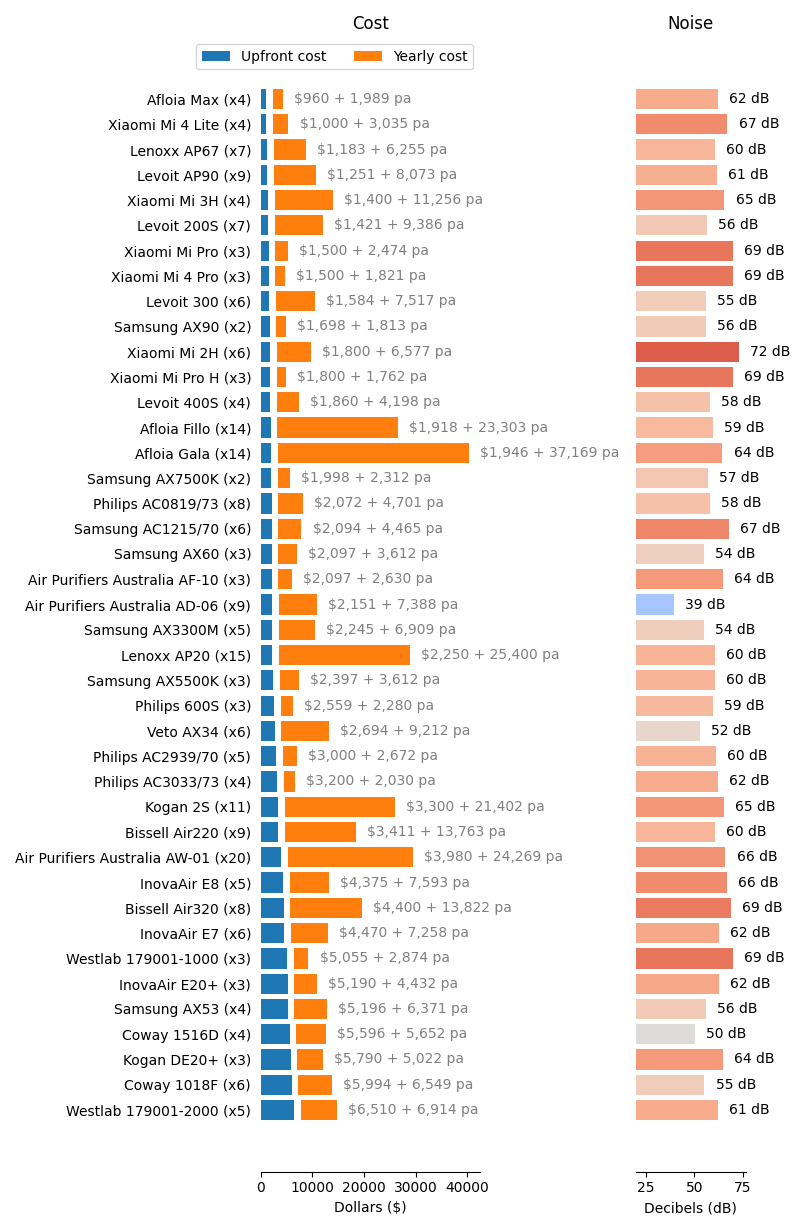 Cost Noise
Upfront cost Yearly cost
Afloia Max (x4) $960 + 1,989 pa 62 dB
Xiaomi Mi 4 Lite (x4) $1,000 + 3,035 pa 67 dB
Lenoxx AP67 (x7) $1,183 + 6,255 pa 60 dB
Levoit AP90 (x9) $1,251 + 8,073 pa 61 dB
Xiaomi Mi 3H (x4) $1,400 + 11,256 pa 65 dB
Levoit 200S (x7) $1,421 + 9,386 pa 56 dB
Xiaomi Mi Pro (x3) $1,500 + 2,474 pa 69 dB
Xiaomi Mi 4 Pro (x3) $1,500 + 1,821 pa 69 dB
Levoit 300 (x6) $1,584 + 7,517 pa 55 dB
Samsung AX90 (x2) $1,698 + 1,813 pa 56 dB
Xiaomi Mi 2H (x6) $1,800 + 6,577 pa 72 dB
Xiaomi Mi Pro H (x3) $1,800 + 1,762 pa 69 dB
Levoit 400S (x4) $1,860 + 4,198 pa 58 dB
Afloia Fillo (x14) $1,918 + 23,303 pa 59 dB
Afloia Gala (x14) $1,946 + 37,169 pa 64 dB
Samsung AX7500K (x2) $1,998 + 2,312 pa 57 dB
Philips AC0819/73 (x8) $2,072 + 4,701 pa 58 dB
Samsung AC1215/70 (x6) $2,094 + 4,465 pa 67 dB
Samsung AX60 (x3) $2,097 + 3,612 pa 54 dB
Air Purifiers Australia AF-10 (x3) $2,097 + 2,630 pa 64 dB
Air Purifiers Australia AD-06 (x9) $2,151 + 7,388 pa 39 dB
Samsung AX3300M (x5) $2,245 + 6,909 pa 54 dB
Lenoxx AP20 (x15) $2,250 + 25,400 pa 60 dB
Samsung AX5500K (x3) $2,397 + 3,612 pa 60 dB
Philips 600S (x3) $2,559 + 2,280 pa 59 dB
Veto AX34 (x6) $2,694 + 9,212 pa 52 dB
Philips AC2939/70 (x5) $3,000 + 2,672 pa 60 dB
Philips AC3033/73 (x4) $3,200 + 2,030 pa 62 dB
Kogan 2S (x11) $3,300 + 21,402 pa 65 dB
Bissell Air220 (x9) $3,411 + 13,763 pa 60 dB
Air Purifiers Australia AW-01 (x20) $3,980 + 24,269 pa 66 dB
InovaAir E8 (x5) $4,375 + 7,593 pa 66 dB
Bissell Air320 (x8) $4,400 + 13,822 pa 69 dB
InovaAir E7 (x6) $4,470 + 7,258 pa 62 dB
Westlab 179001-1000 (x3) $5,055 + 2,874 pa 69 dB
InovaAir E20+ (x3) $5,190 + 4,432 pa 62 dB
Samsung AX53 (x4) $5,196 + 6,371 pa 56 dB
Coway 1516D (x4) $5,596 + 5,652 pa 50 dB
Kogan DE20+ (x3) $5,790 + 5,022 pa 64 dB
Coway 1018F (x6) $5,994 + 6,549 pa 55 dB
Westlab 179001-2000 (x5) $6,510 + 6,914 pa 61 dB
0 10000 20000 30000 40000 25 50 75
Dollars ($) Decibels (dB)